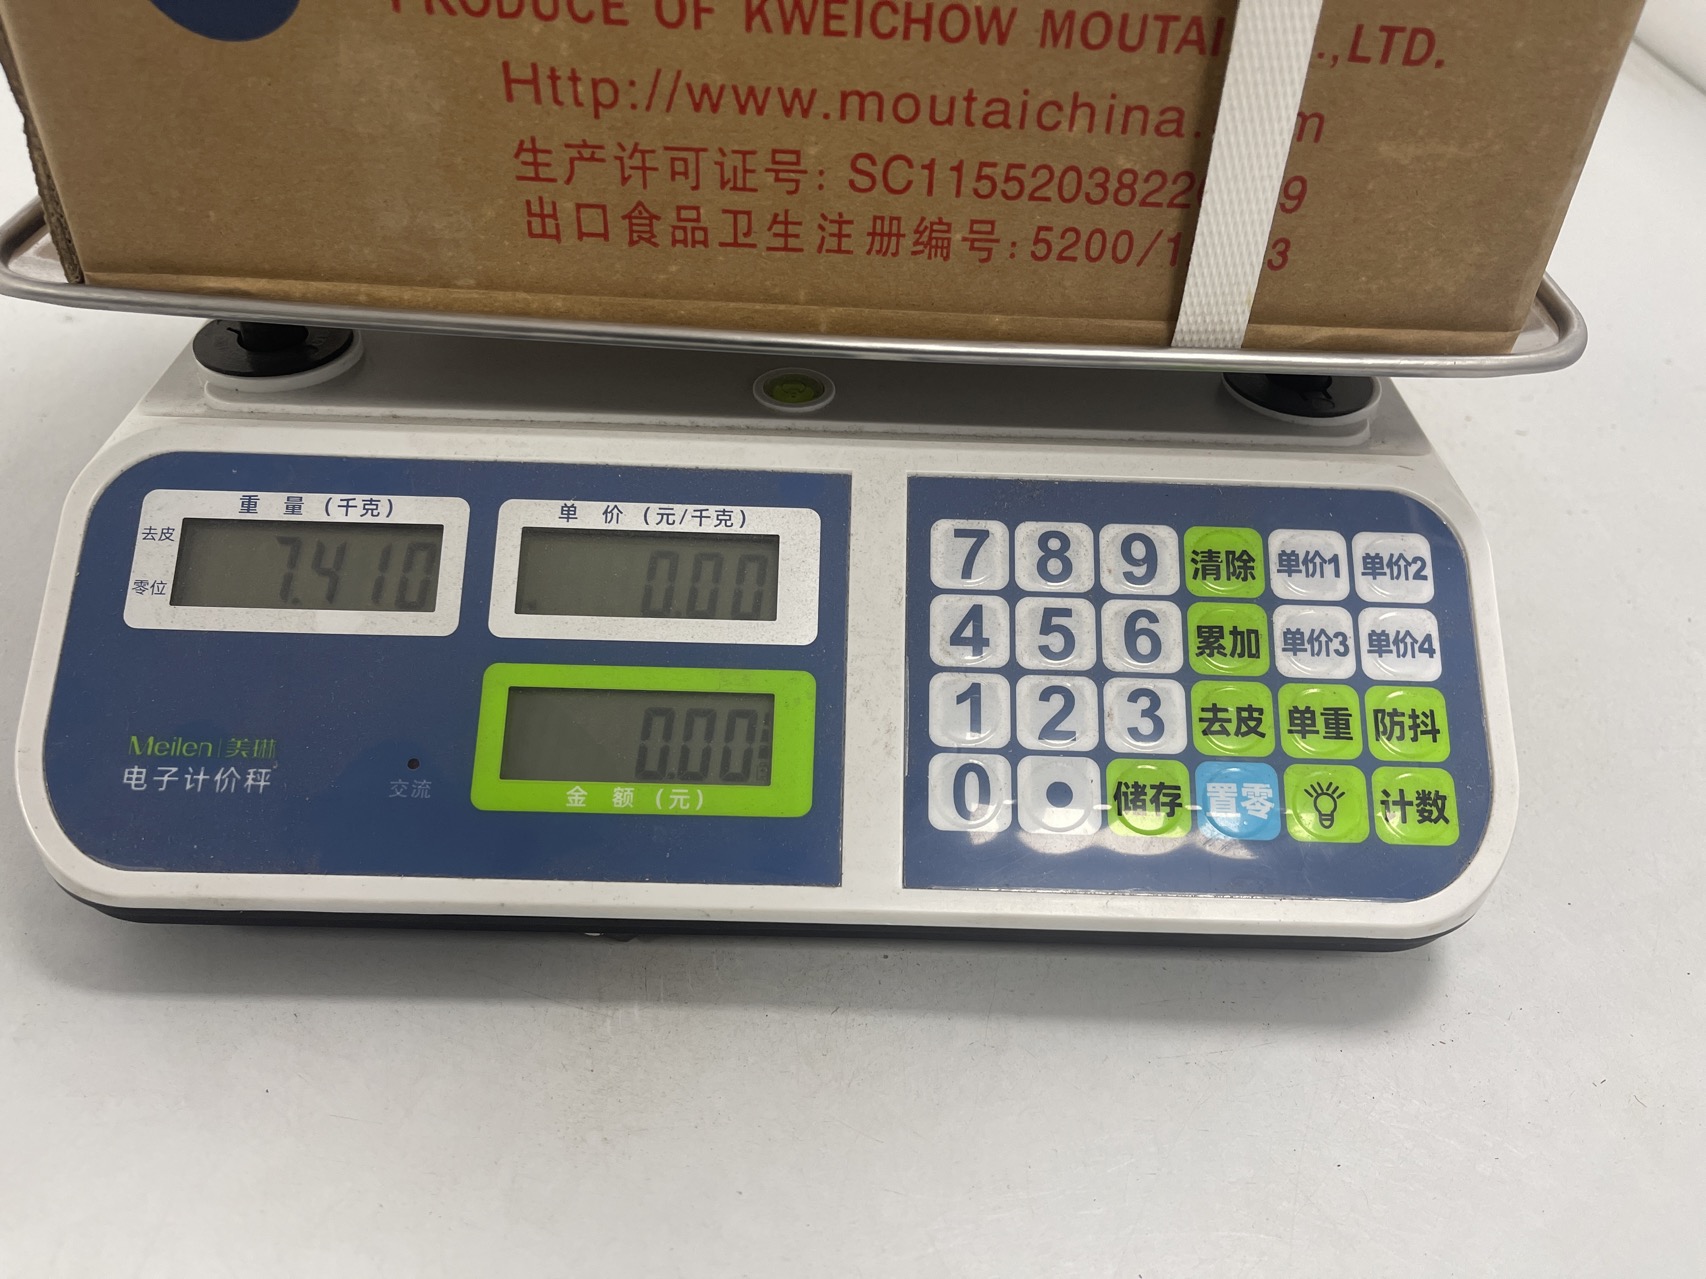 PRODUCE OF KWEICHOW MOUTAI .,LTD.
Http://www.moutaichina. m
生产许可证号: SC1155203822 9
出口食品卫生注册编号:5200/1 3
重 量 (千克)
去皮
零位
7.410
单 价 (元/千克)
0.00
0.00
金 额 (元)
Meilen|美琳
电子计价秤
交流
7 8 9 清除 单价1 单价2
4 5 6 累加 单价3 单价4
1 2 3 去皮 单重 防抖
0 • 储存 置零 计数